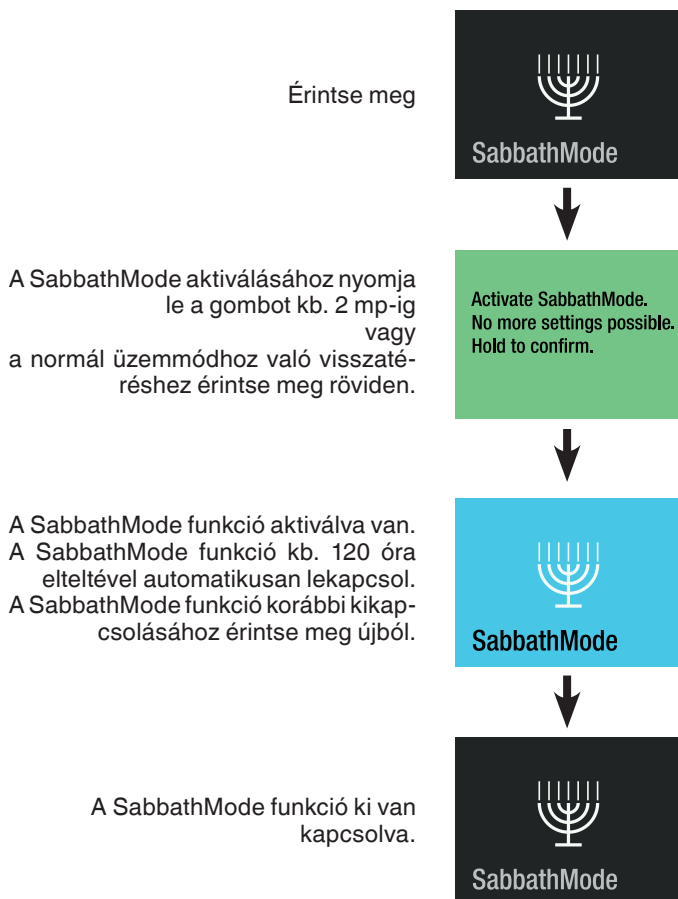 Érintse meg
SabbathMode
A SabbathMode aktiválásához nyomja
le a gombot kb. 2 mp-ig
vagy
a normál üzemmódhoz való visszaté-
réshez érintse meg röviden.
Activate SabbathMode.
No more settings possible.
Hold to confirm.
A SabbathMode funkció aktiválva van.
A SabbathMode funkció kb. 120 óra
elteltével automatikusan lekapcsol.
A SabbathMode funkció korábbi kikap-
csolásához érintse meg újból.
SabbathMode
A SabbathMode funkció ki van
kapcsolva.
SabbathMode